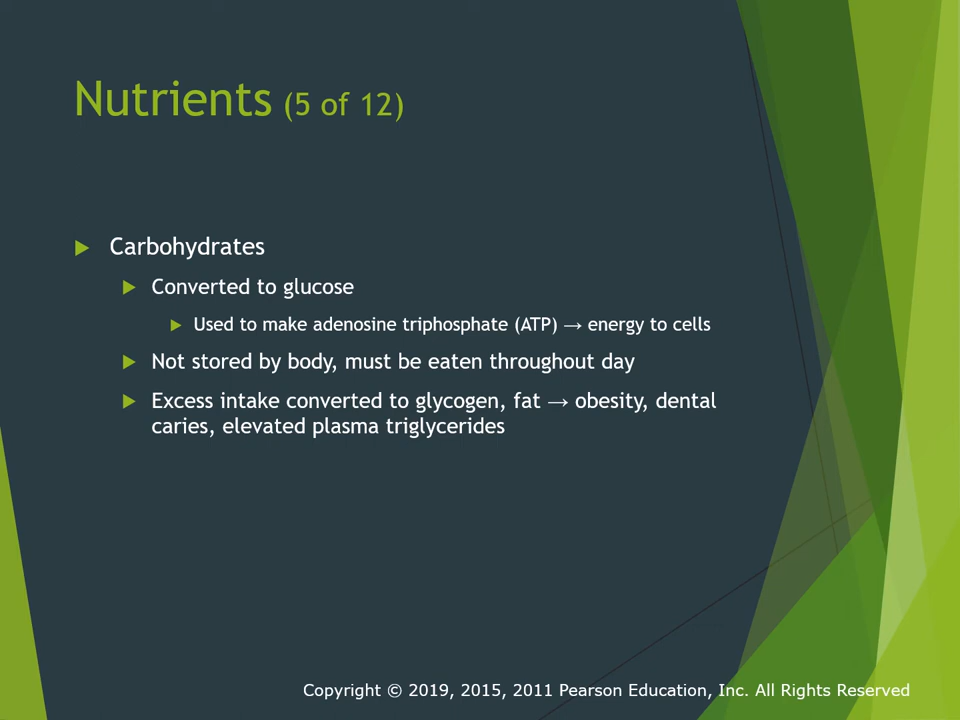 Nutrients (5 of 12)
Carbohydrates
Converted to glucose
Used to make adenosine triphosphate (ATP) → energy to cells
Not stored by body, must be eaten throughout day
Excess intake converted to glycogen, fat → obesity, dental
caries, elevated plasma triglycerides
Copyright © 2019, 2015, 2011 Pearson Education, Inc. All Rights Reserved